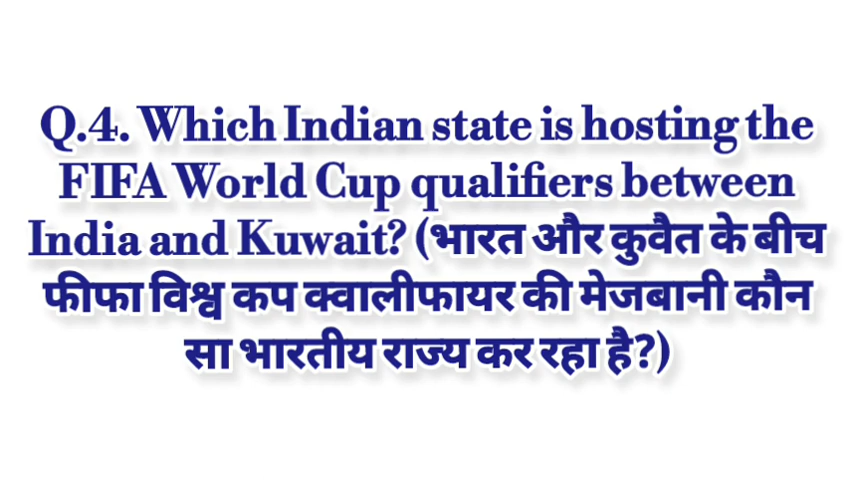 Q.4. Which Indian state is hosting the
FIFA World Cup qualifiers between
India and Kuwait? (भारत और कुवैत के बीच
फीफा विश्व कप क्वालीफायर की मेजबानी कौन
सा भारतीय राज्य कर रहा है?)